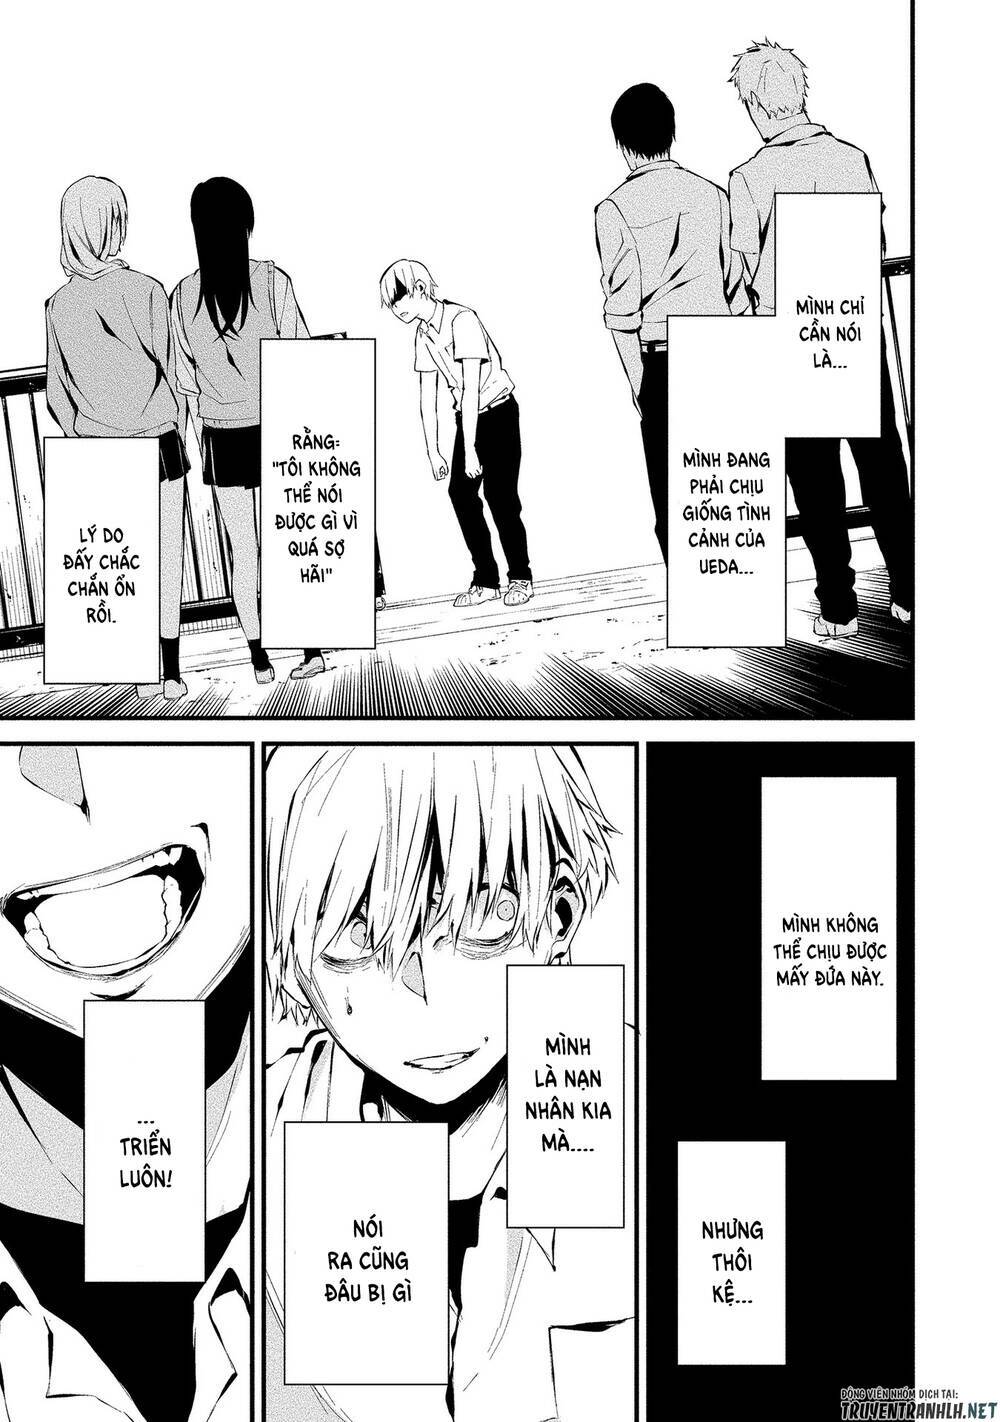 MÌNH CHỈ
CẦN NÓI
LÀ...
MÌNH ĐANG
PHẢI CHỊU
GIỐNG TÌNH
CẢNH CỦA
UEDA...
RẰNG:
"TÔI KHÔNG
THỂ NÓI
ĐƯỢC GÌ VÌ
QUÁ SỢ
HÃI"
LÝ DO
ĐẤY CHẮC
CHẮN ỔN
RỒI.
MÌNH KHÔNG
THỂ CHỊU ĐƯỢC
MẤY ĐỨA NÀY.
NHƯNG
THÔI
KỆ...
MÌNH
LÀ NẠN
NHÂN KIA
MÀ....
NÓI
RA CŨNG
ĐÂU BỊ GÌ
...
TRIỂN
LUÔN!
ĐỘNG VIÊN NHÓM DỊCH TẠI:
TRUYENTRANHLH.NET